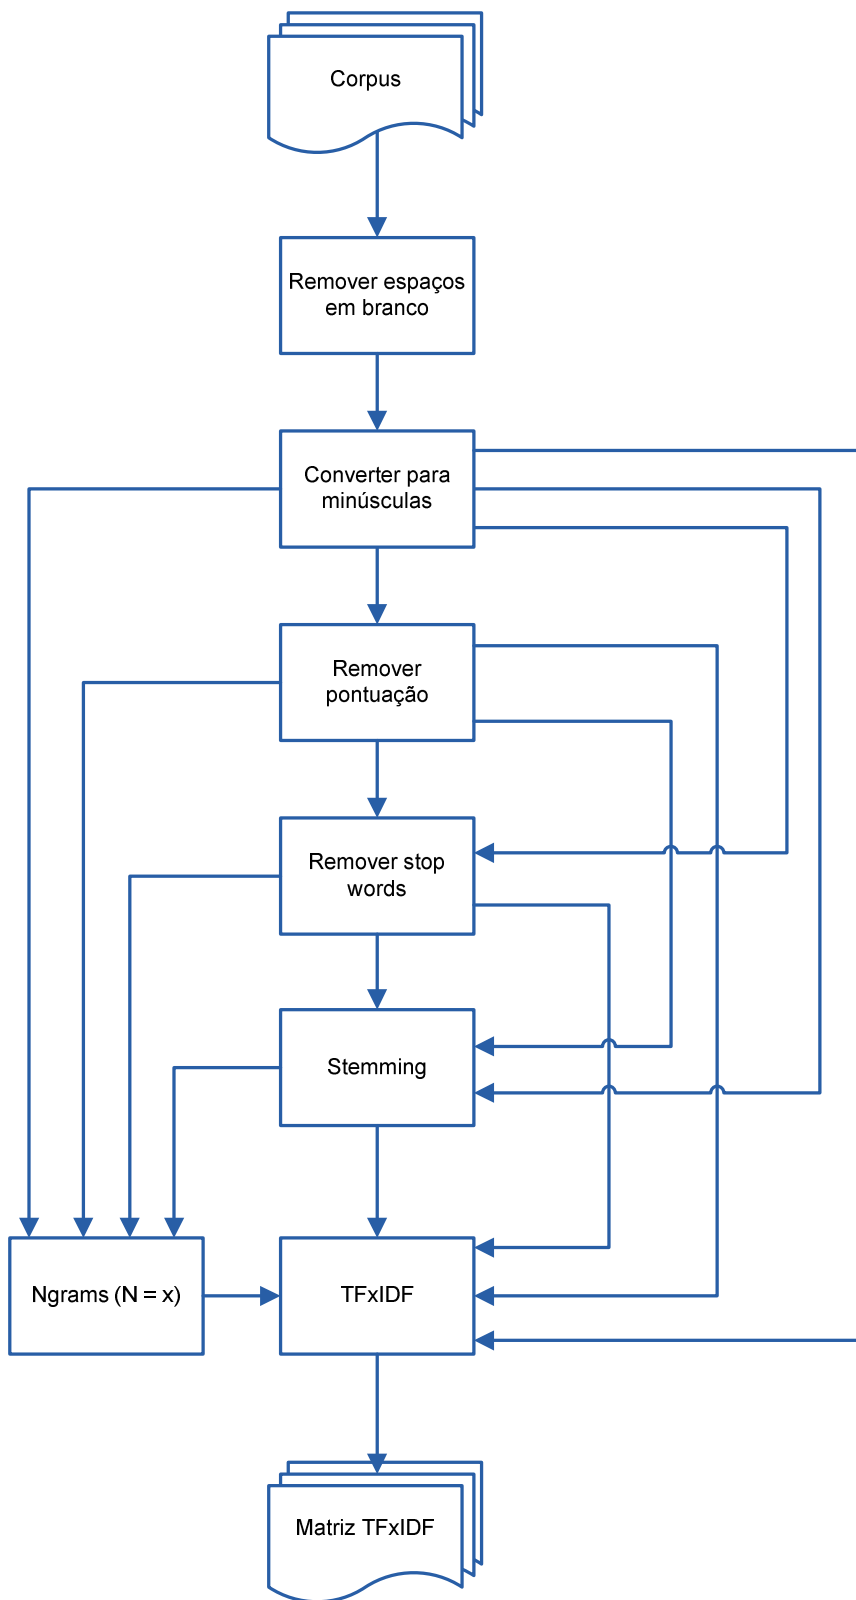 Corpus
Remover espaços
em branco
Converter para
minúsculas
Remover
pontuação
Remover stop
words
Stemming
Ngrams (N = x)
TFxIDF
Matriz TFxIDF